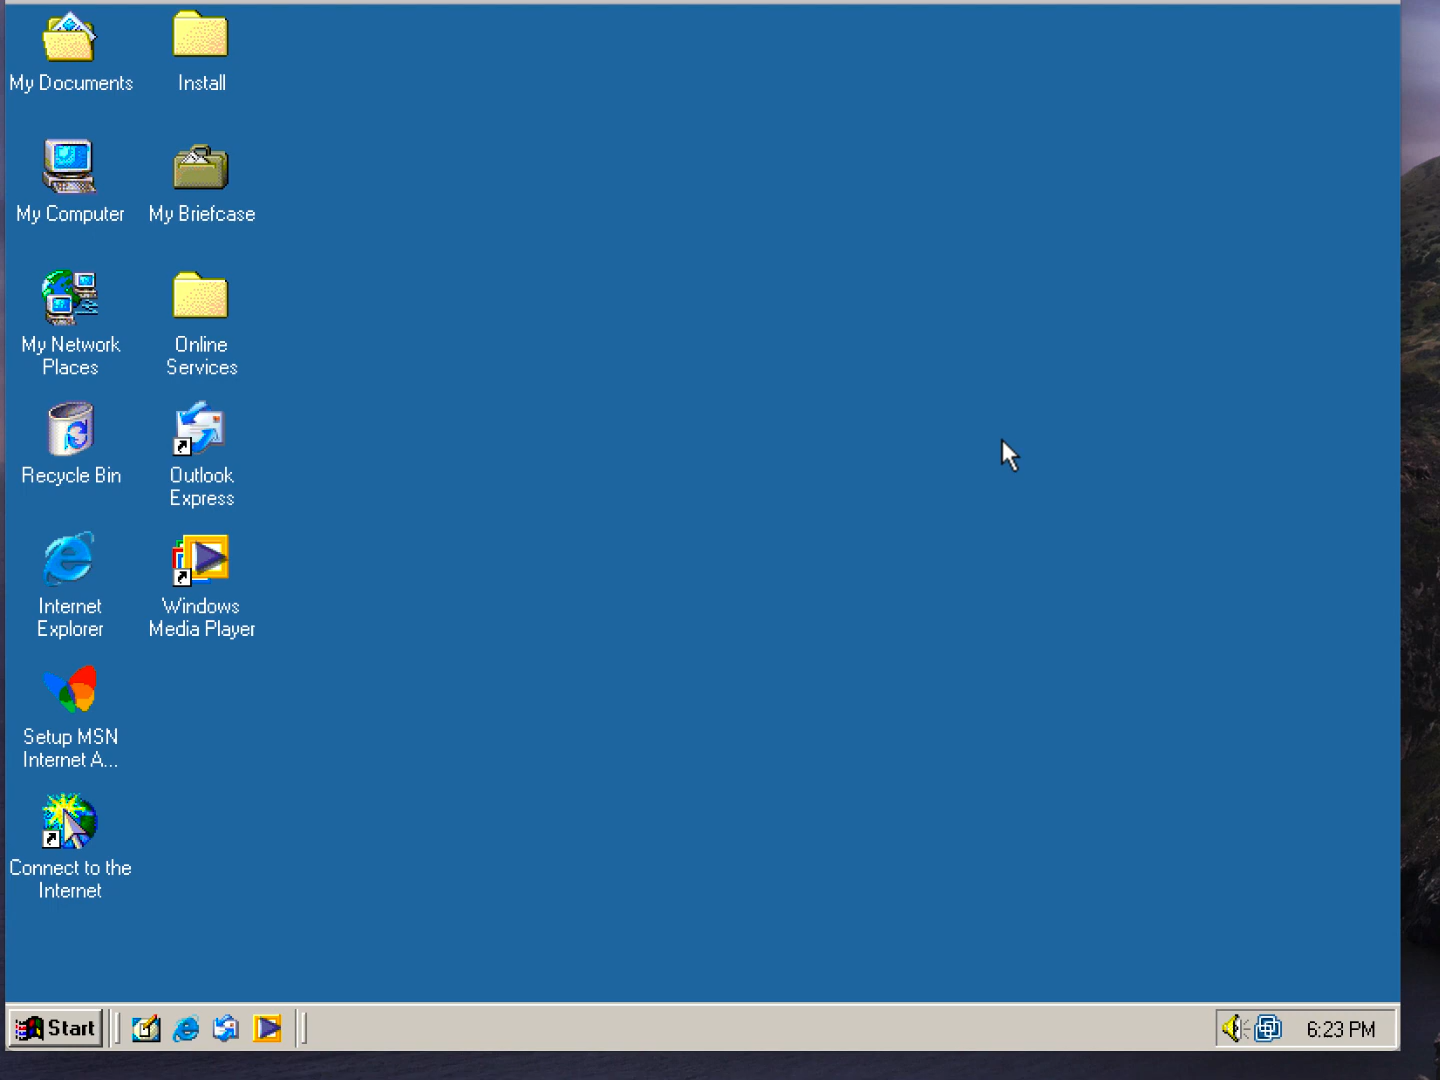 My Documents
Install
My Computer
My Briefcase
My Network
Places
Online
Services
Recycle Bin
Outlook
Express
Internet
Explorer
Windows
Media Player
Setup MSN
Internet A...
Connect to the
Internet
Start
6:23 PM